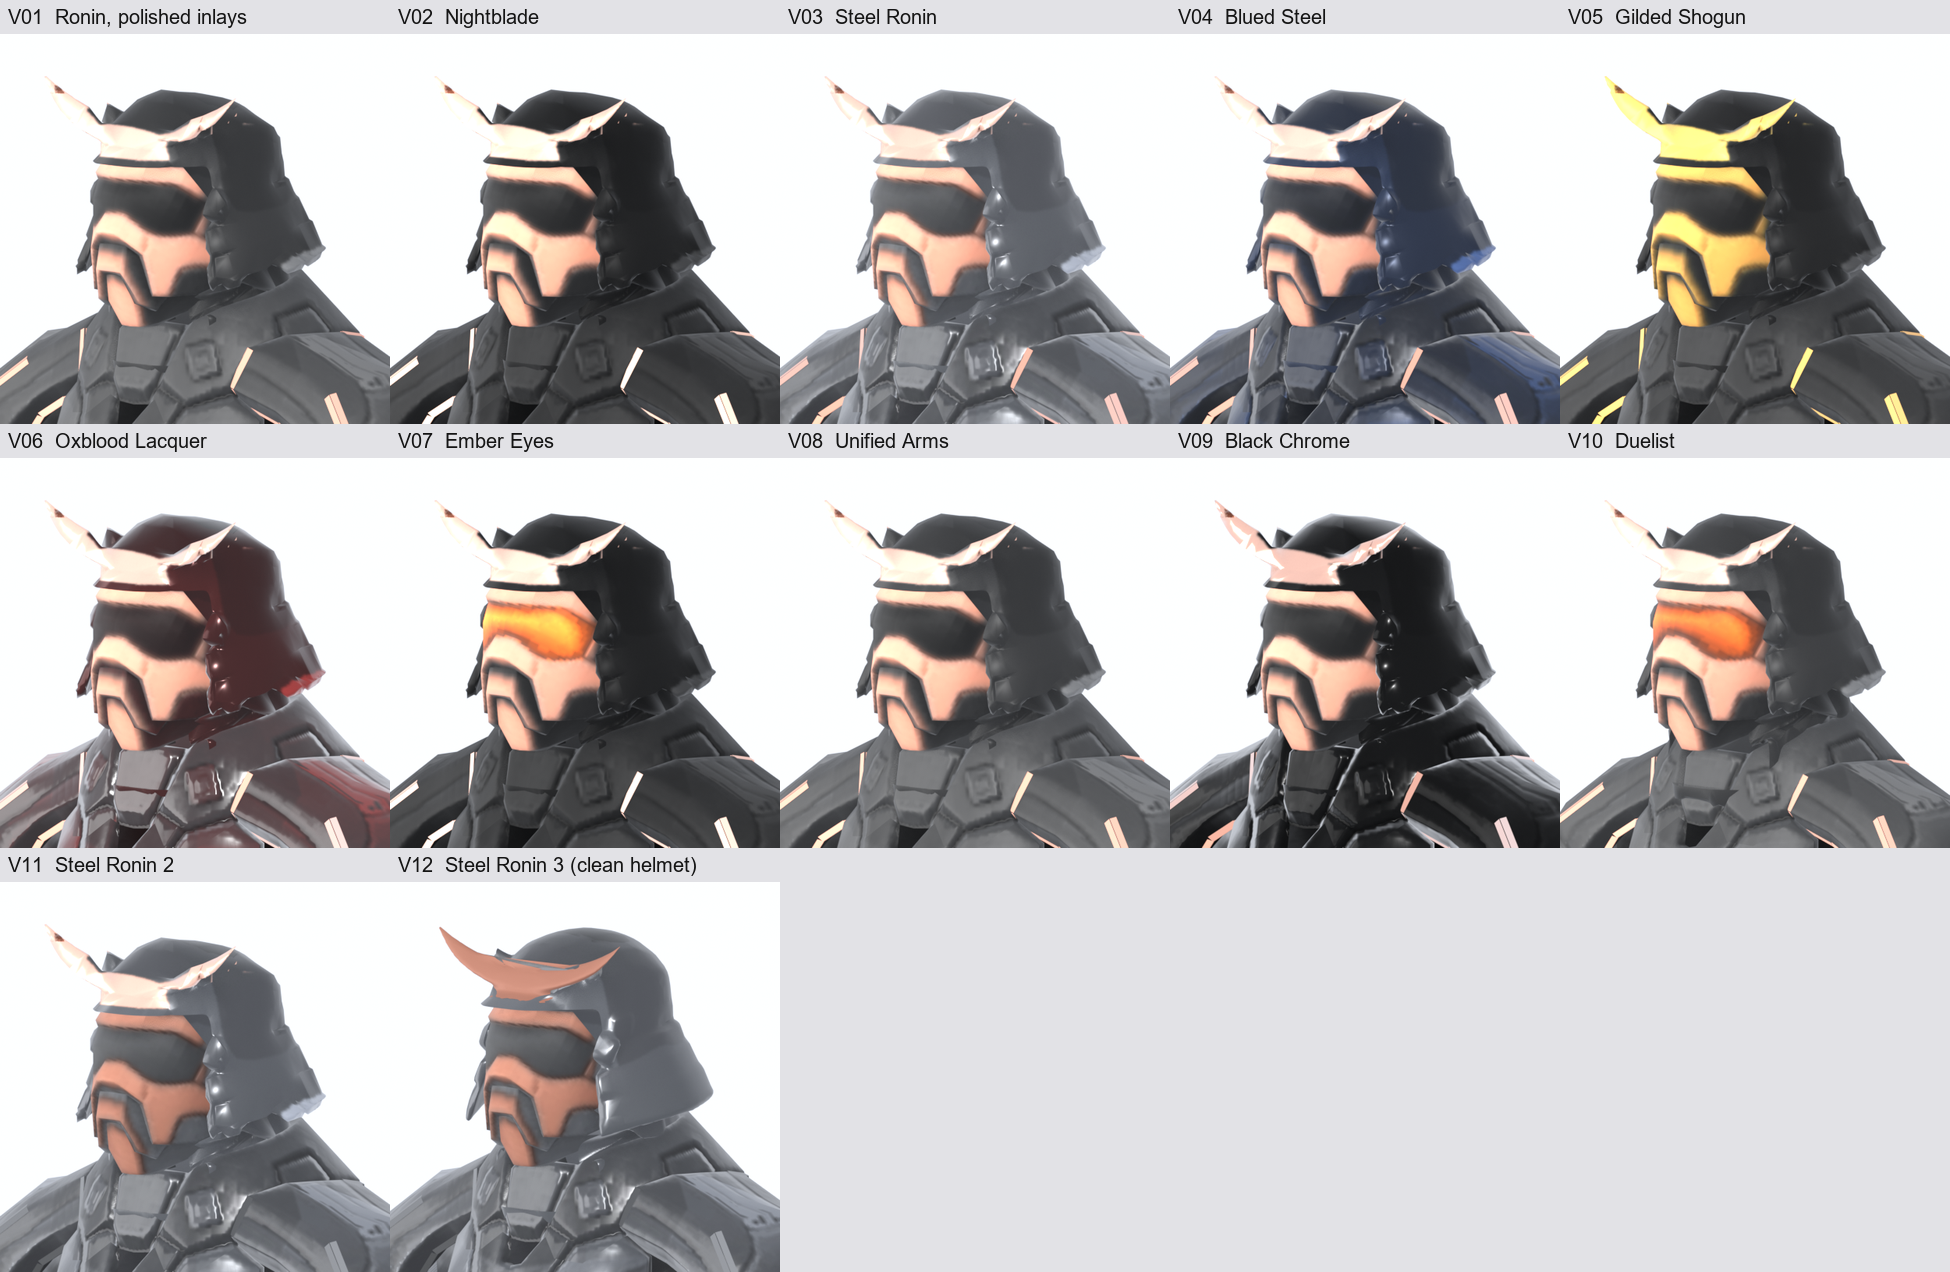 V01 Ronin, polished inlays
V02 Nightblade
V03 Steel Ronin
V04 Blued Steel
V05 Gilded Shogun
V06 Oxblood Lacquer
V07 Ember Eyes
V08 Unified Arms
V09 Black Chrome
V10 Duelist
V11 Steel Ronin 2
V12 Steel Ronin 3 (clean helmet)